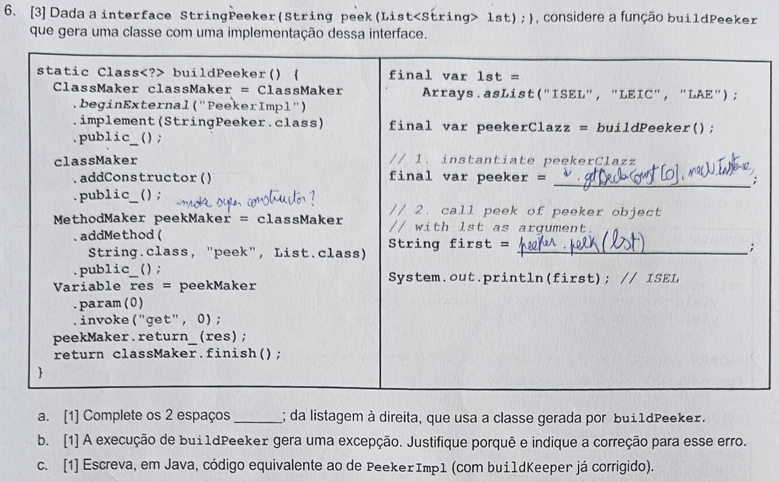 6. [3] Dada a interface StringPeeker{String peek(List<String> lst);}, considere a função buildPeeker
que gera uma classe com uma implementação dessa interface.
static Class<?> buildPeeker() {
ClassMaker classMaker = ClassMaker
.beginExternal("PeekerImpl")
.implement(StringPeeker.class)
.public_();
classMaker
.addConstructor()
.public_(); invoke super constructor?
MethodMaker peekMaker = classMaker
.addMethod(
String.class, "peek", List.class)
.public_();
Variable res = peekMaker
.param(0)
.invoke("get", 0);
peekMaker.return_(res);
return classMaker.finish();
}
final var lst =
Arrays.asList("ISEL", "LEIC", "LAE");
final var peekerClazz = buildPeeker();
// 1. instantiate peekerClazz
final var peeker = ;
// 2. call peek of peeker object
// with lst as argument.
String first = peeker.peek(lst);
System.out.println(first); // ISEL
a. [1] Complete os 2 espaços ______; da listagem à direita, que usa a classe gerada por buildPeeker.
b. [1] A execução de buildPeeker gera uma excepção. Justifique porquê e indique a correção para esse erro.
c. [1] Escreva, em Java, código equivalente ao de PeekerImpl (com buildKeeper já corrigido).